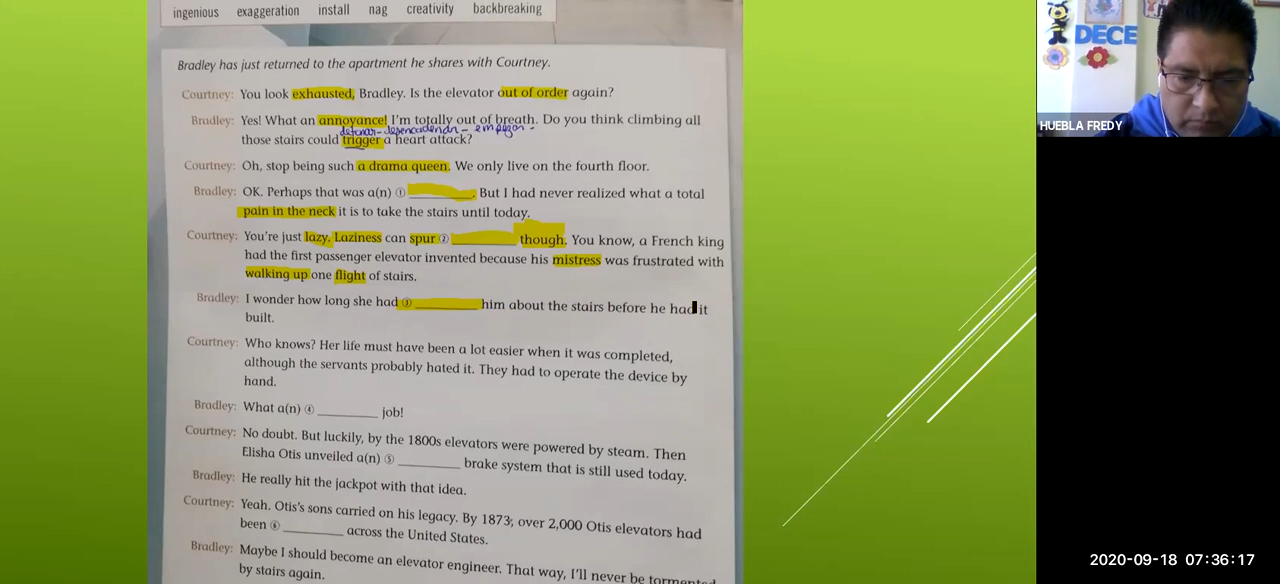 ingenious exaggeration install nag creativity backbreaking
Bradley has just returned to the apartment he shares with Courtney.
Courtney: You look exhausted, Bradley. Is the elevator out of order again?
Bradley: Yes! What an annoyance! I'm totally out of breath. Do you think climbing all
detonar - desencadenar - empezar -
those stairs could trigger a heart attack?
Courtney: Oh, stop being such a drama queen. We only live on the fourth floor.
Bradley: OK. Perhaps that was a(n) ① ________. But I had never realized what a total
pain in the neck it is to take the stairs until today.
Courtney: You're just lazy. Laziness can spur ② ________ though. You know, a French king
had the first passenger elevator invented because his mistress was frustrated with
walking up one flight of stairs.
Bradley: I wonder how long she had ③ ________ him about the stairs before he had it
built.
Courtney: Who knows? Her life must have been a lot easier when it was completed,
although the servants probably hated it. They had to operate the device by
hand.
Bradley: What a(n) ④ ________ job!
Courtney: No doubt. But luckily, by the 1800s elevators were powered by steam. Then
Elisha Otis unveiled a(n) ⑤ ________ brake system that is still used today.
Bradley: He really hit the jackpot with that idea.
Courtney: Yeah. Otis's sons carried on his legacy. By 1873, over 2,000 Otis elevators had
been ⑥ ________ across the United States.
Bradley: Maybe I should become an elevator engineer. That way, I'll never be tormented
by stairs again.
DECE
HUEBLA FREDY
2020-09-18 07:36:17